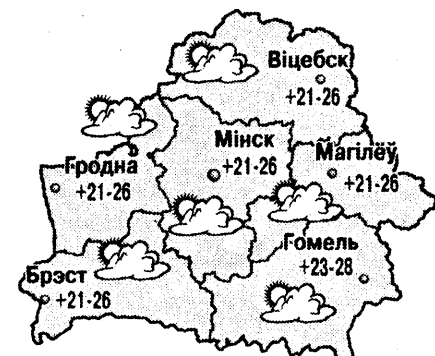 Віцебск
+21-26
Мінск
+21-26
Магілёў
+21-26
Гродна
+21-26
Гомель
+23-28
Брэст
+21-26